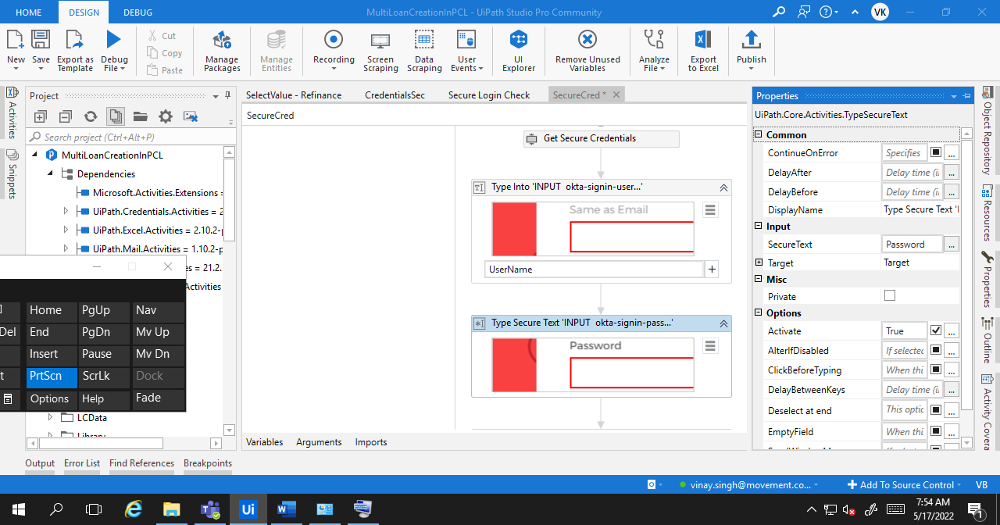 HOME
DESIGN
DEBUG
MultiLoanCreationInPCL - UiPath Studio Pro Community
VK
New
Save
Export as Template
Debug File
Cut
Copy
Paste
Manage Packages
Manage Entities
Recording
Screen Scraping
Data Scraping
User Events
UI Explorer
Remove Unused Variables
Analyze File
Export to Excel
Publish
Activities
Snippets
Project
Search project (Ctrl+Alt+P)
MultiLoanCreationInPCL
Dependencies
Microsoft.Activities.Extensions =
UiPath.Credentials.Activities = 2
UiPath.Excel.Activities = 2.10.2-p
UiPath.Mail.Activities = 1.10.2-p
es = 21.2.
Activities
Home PgUp Nav
Del End PgDn Mv Up
Insert Pause Mv Dn
t PrtScn ScrLk Dock
Options Help Fade
LCData
Library
SelectValue - Refinance
CredentialsSec
Secure Login Check
SecureCred *
SecureCred
Get Secure Credentials
Type Into 'INPUT okta-signin-user...'
Same as Email
UserName
+
Type Secure Text 'INPUT okta-signin-pass...'
Password
Variables
Arguments
Imports
Properties
UiPath.Core.Activities.TypeSecureText
Common
ContinueOnError Specifies ...
DelayAfter Delay time (i ...
DelayBefore Delay time (i ...
DisplayName Type Secure Text 'I
Input
SecureText Password ...
Target Target
Misc
Private
Options
Activate True ...
AlterIfDisabled If selected ...
ClickBeforeTyping When thi ...
DelayBetweenKeys Delay time (i ...
Deselect at end This optio ...
EmptyField When thi ...
Object Repository
Resources
Properties
Outline
Activity Covera
Output
Error List
Find References
Breakpoints
vinay.singh@movement.co...
Add To Source Control
VB
Ui
7:54 AM
5/17/2022
1